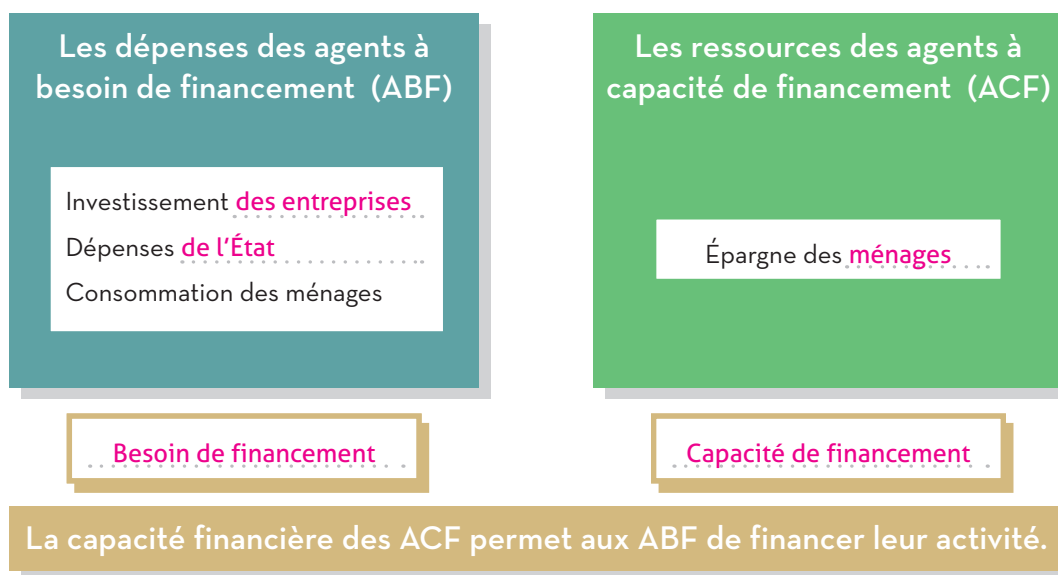 Les dépenses des agents à
besoin de financement (ABF)
Investissement des entreprises
Dépenses de l'État
Consommation des ménages
Besoin de financement
Les ressources des agents à
capacité de financement (ACF)
Épargne des ménages
Capacité de financement
La capacité financière des ACF permet aux ABF de financer leur activité.